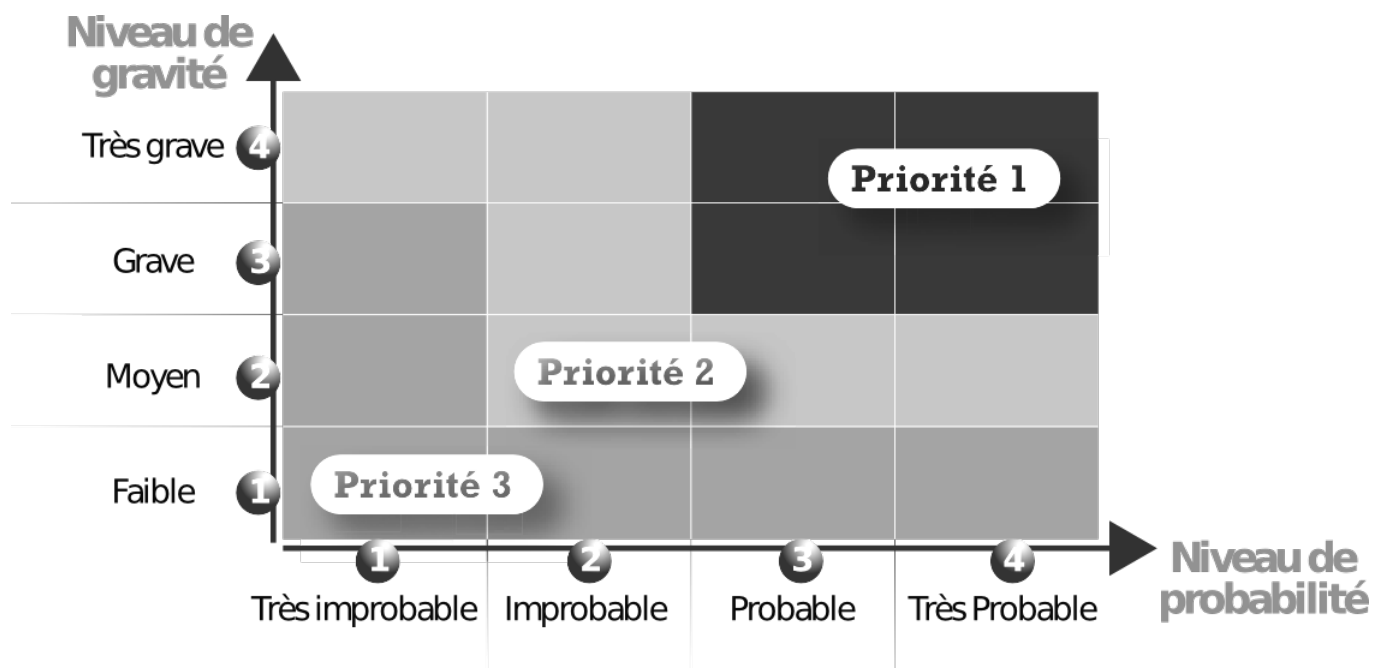 Niveau de
gravité
Très grave 4
Priorité 1
Grave 3
Moyen 2
Priorité 2
Faible 1
Priorité 3
1 2 3 4
Très improbable Improbable Probable Très Probable
Niveau de
probabilité